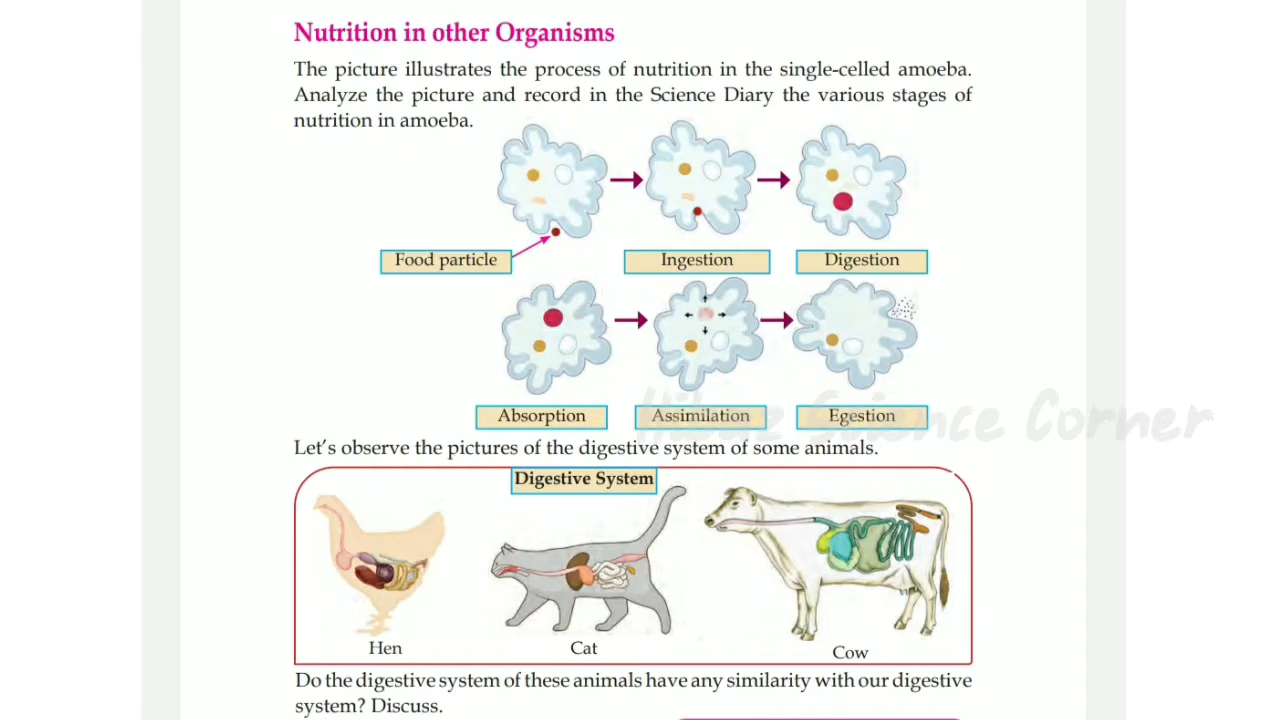 Nutrition in other Organisms
The picture illustrates the process of nutrition in the single-celled amoeba.
Analyze the picture and record in the Science Diary the various stages of
nutrition in amoeba.
Food particle
Ingestion
Digestion
Absorption
Assimilation
Egestion
Hibaz Science Corner
Let's observe the pictures of the digestive system of some animals.
Digestive System
Hen
Cat
Cow
Do the digestive system of these animals have any similarity with our digestive
system? Discuss.